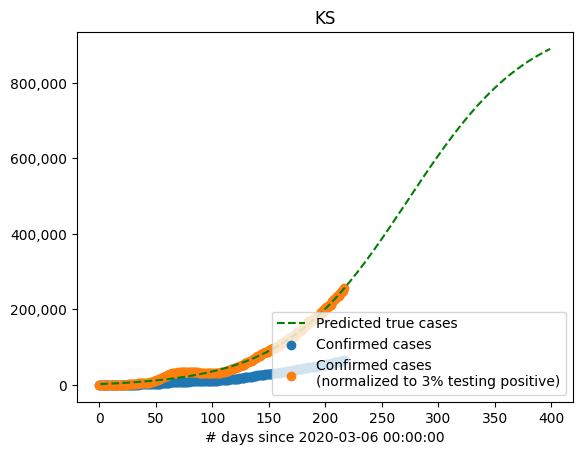 KS
800,000
600,000
400,000
200,000
0
Predicted true cases
Confirmed cases
Confirmed cases
(normalized to 3% testing positive)
0 50 100 150 200 250 300 350 400
# days since 2020-03-06 00:00:00